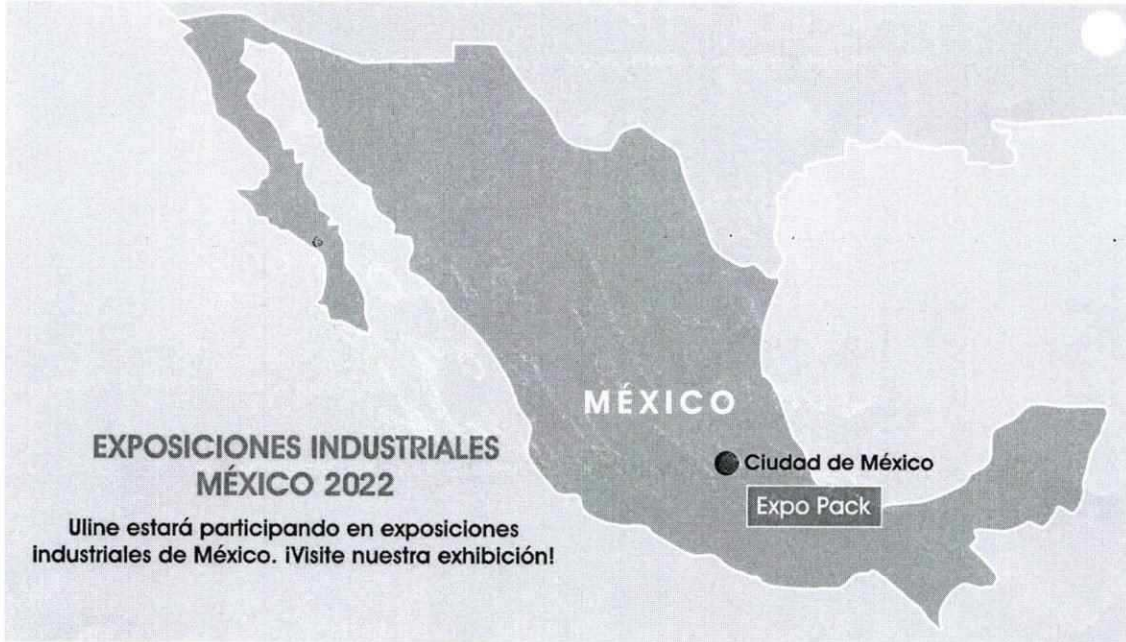 MÉXICO
Ciudad de México
Expo Pack
EXPOSICIONES INDUSTRIALES
MÉXICO 2022
Uline estará participando en exposiciones
industriales de México. ¡Visite nuestra exhibición!